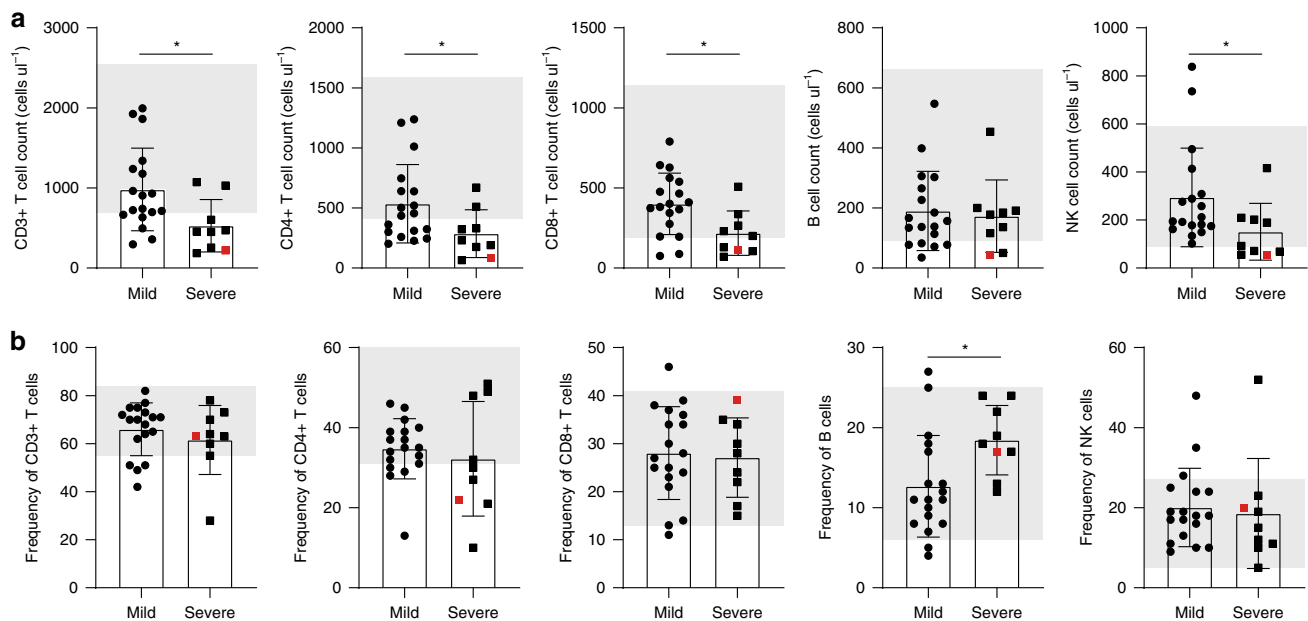 a
CD3+ T cell count (cells ul⁻¹)
3000
2000
1000
0
*
Mild
Severe
CD4+ T cell count (cells ul⁻¹)
2000
1500
1000
500
0
*
Mild
Severe
CD8+ T cell count (cells ul⁻¹)
1500
1000
500
0
*
Mild
Severe
B cell count (cells ul⁻¹)
800
600
400
200
0
Mild
Severe
NK cell count (cells ul⁻¹)
1000
800
600
400
200
0
*
Mild
Severe
b
Frequency of CD3+ T cells
100
80
60
40
20
0
Mild
Severe
Frequency of CD4+ T cells
60
40
20
0
Mild
Severe
Frequency of CD8+ T cells
50
40
30
20
10
0
Mild
Severe
Frequency of B cells
30
20
10
0
*
Mild
Severe
Frequency of NK cells
60
40
20
0
Mild
Severe